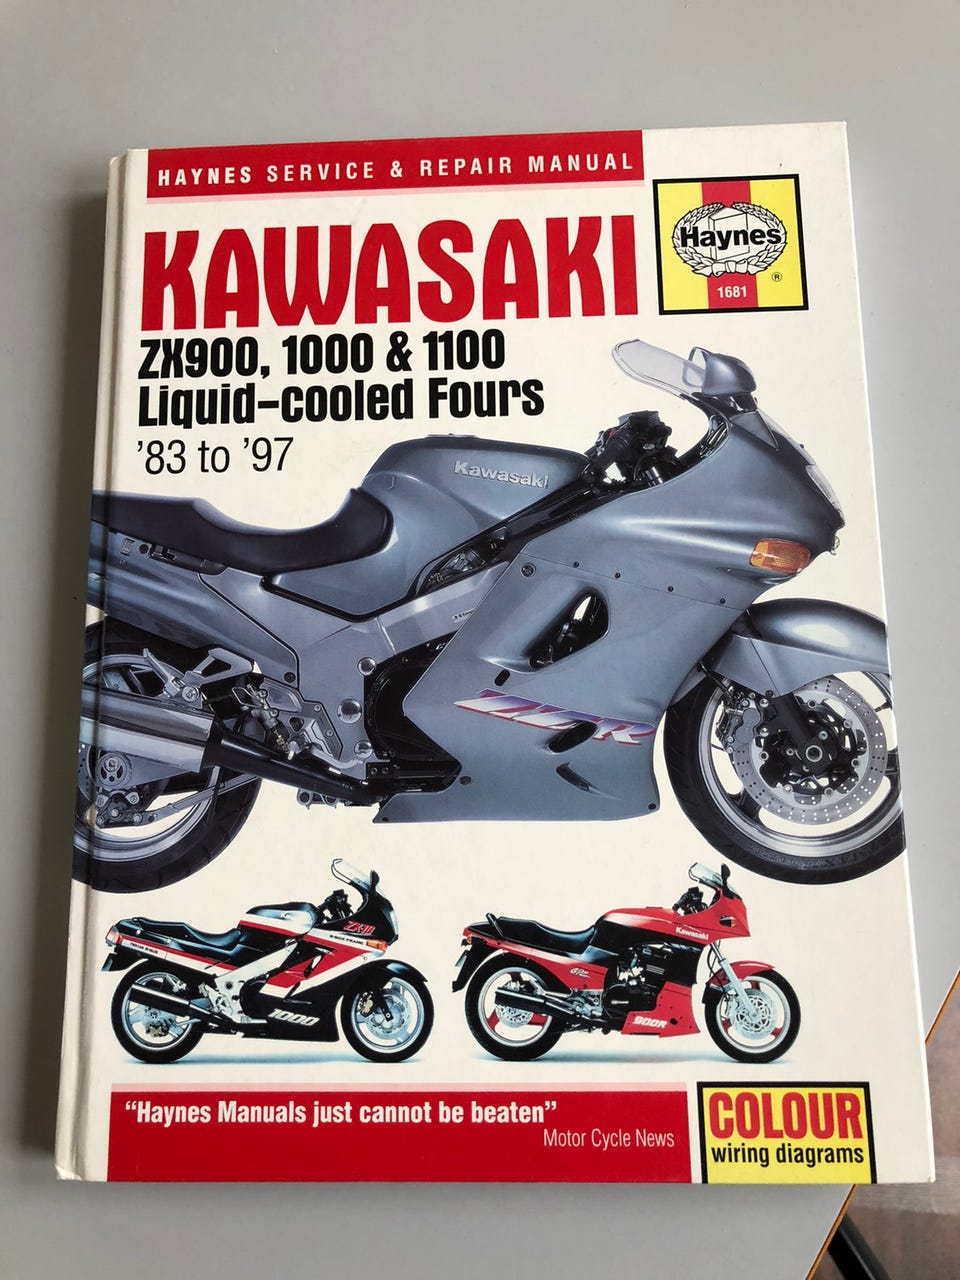 HAYNES SERVICE & REPAIR MANUAL
Haynes
®
1681
KAWASAKI
ZX900, 1000 & 1100
Liquid-cooled Fours
'83 to '97
Kawasaki
ZZR
ZX-10
1000
Kawasaki
GPZ
900R
“Haynes Manuals just cannot be beaten”
Motor Cycle News
COLOUR
wiring diagrams